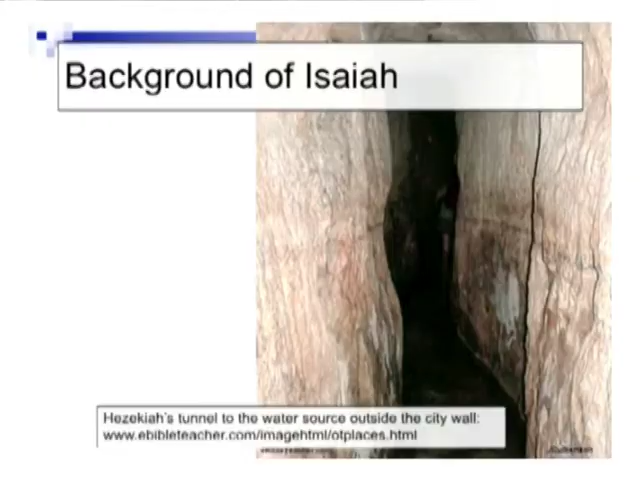 Background of Isaiah
Hezekiah's tunnel to the water source outside the city wall:
www.ebibleteacher.com/imagehtml/otplaces.html